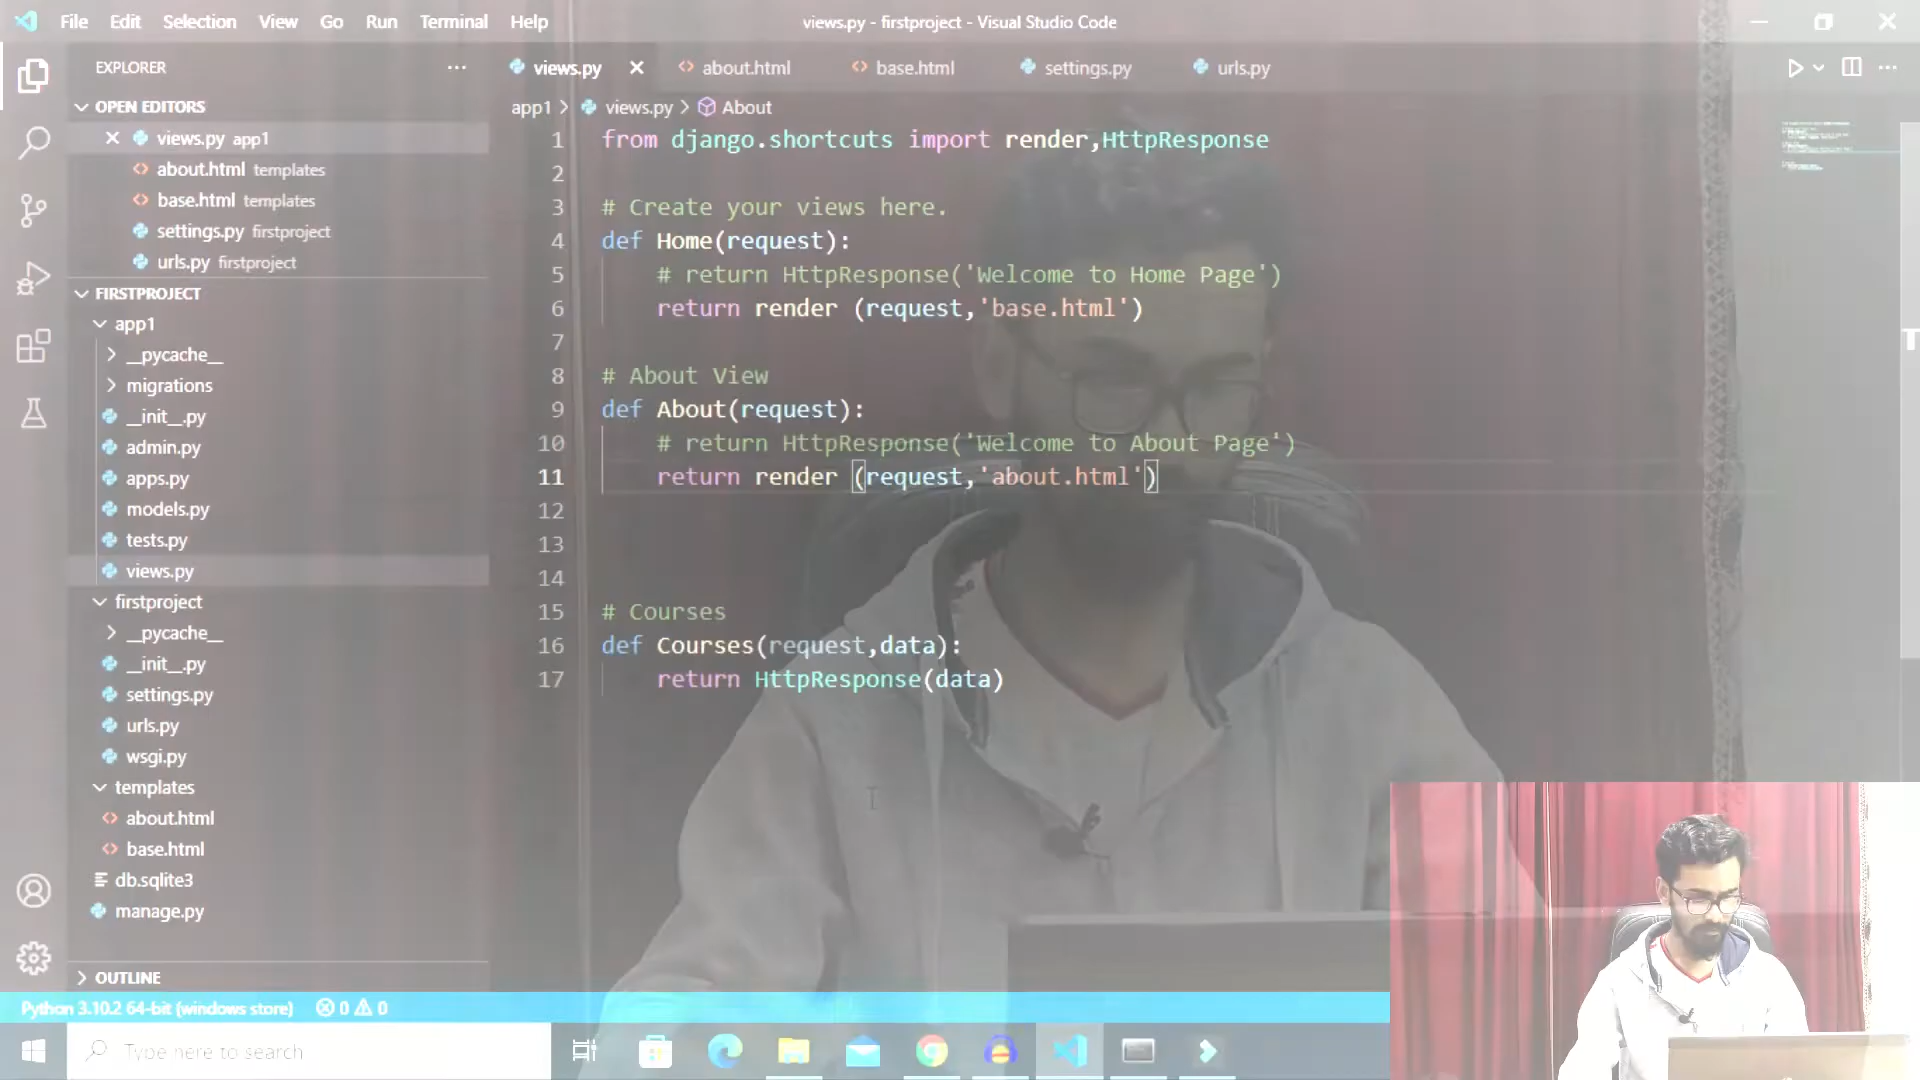 File Edit Selection View Go Run Terminal Help
views.py - firstproject - Visual Studio Code
EXPLORER
OPEN EDITORS
views.py app1
about.html templates
base.html templates
settings.py firstproject
urls.py firstproject
FIRSTPROJECT
app1
__pycache__
migrations
__init__.py
admin.py
apps.py
models.py
tests.py
views.py
firstproject
__pycache__
__init__.py
settings.py
urls.py
wsgi.py
templates
about.html
base.html
db.sqlite3
manage.py
OUTLINE
views.py about.html base.html settings.py urls.py
app1 > views.py > About
1 from django.shortcuts import render,HttpResponse
2
3 # Create your views here.
4 def Home(request):
5 # return HttpResponse('Welcome to Home Page')
6 return render (request,'base.html')
7
8 # About View
9 def About(request):
10 # return HttpResponse('Welcome to About Page')
11 return render (request,'about.html')
12
13
14
15 # Courses
16 def Courses(request,data):
17 return HttpResponse(data)
Python 3.10.2 64-bit (windows store) 0 0
Type here to search